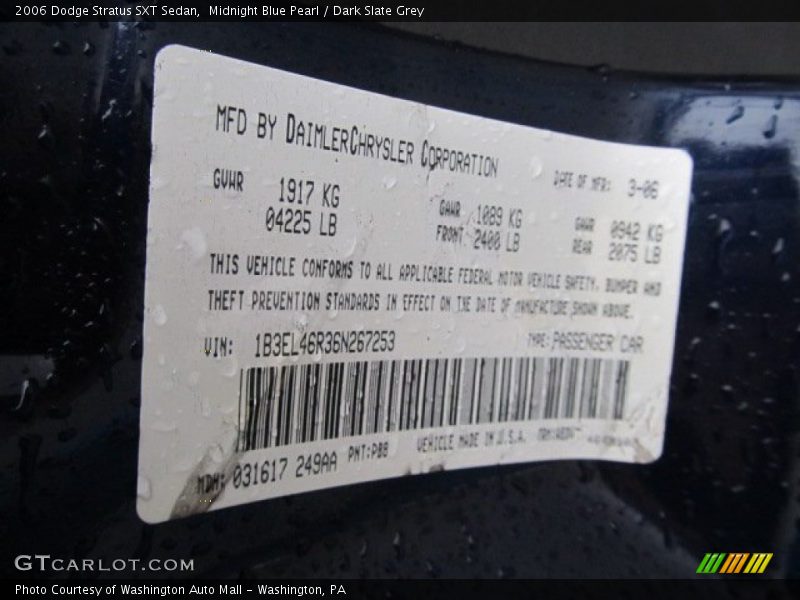 2006 Dodge Stratus SXT Sedan, Midnight Blue Pearl / Dark Slate Grey
MFD BY DAIMLERCHRYSLER CORPORATION
DATE OF MFR: 3-06
GVWR 1917 KG
04225 LB
GAWR 1089 KG
FRONT 2400 LB
GAWR 0942 KG
REAR 2075 LB
THIS VEHICLE CONFORMS TO ALL APPLICABLE FEDERAL MOTOR VEHICLE SAFETY, BUMPER AND
THEFT PREVENTION STANDARDS IN EFFECT ON THE DATE OF MANUFACTURE SHOWN ABOVE.
VIN: 1B3EL46R36N267253
TYPE: PASSENGER CAR
MDH: 031617 249AA
PNT: PB8
VEHICLE MADE IN U.S.A.
GTCARLOT.COM
Photo Courtesy of Washington Auto Mall - Washington, PA